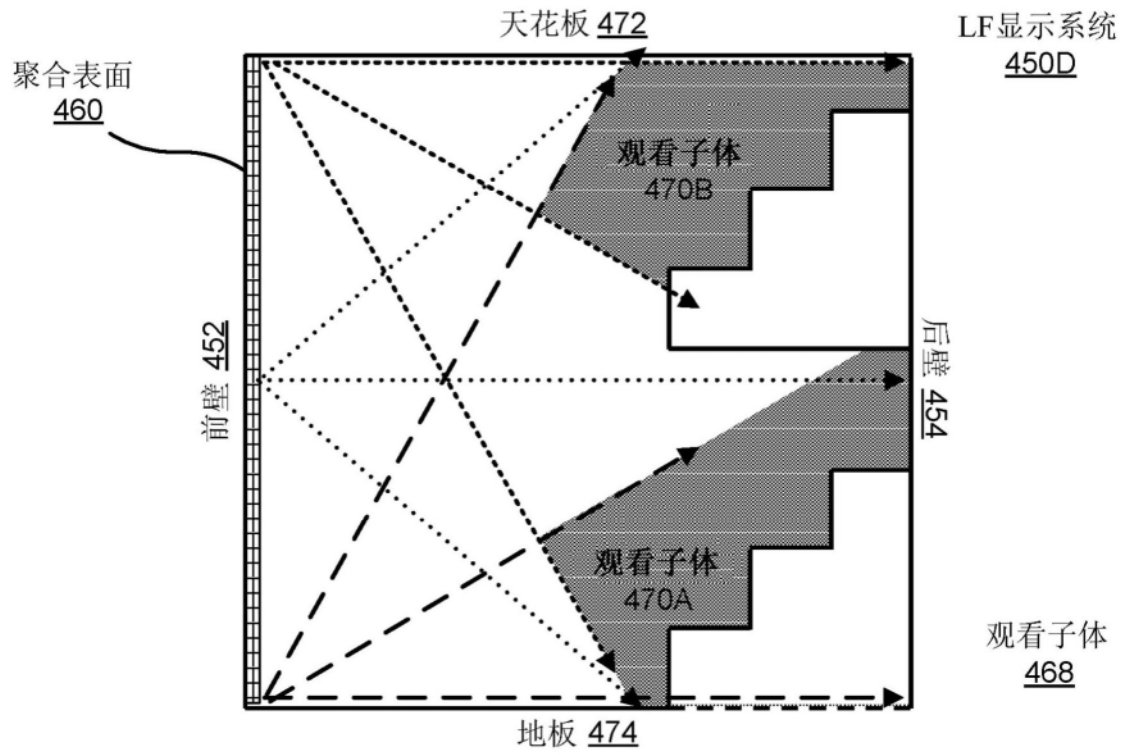 天花板 472
LF显示系统
450D
聚合表面
460
观看子体
470B
前壁 452
后壁 454
观看子体
470A
观看子体
468
地板 474